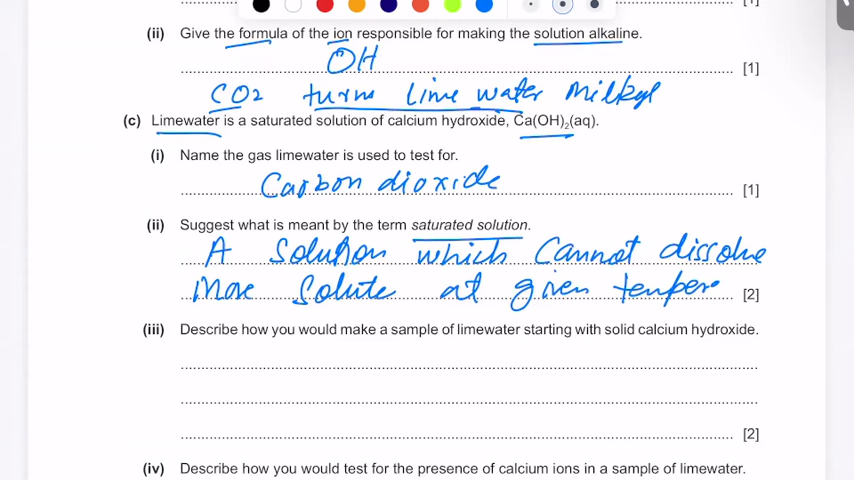 [1]
(ii) Give the formula of the ion responsible for making the solution alkaline.
OH
[1]
CO2 turns lime water Milkyl
(c) Limewater is a saturated solution of calcium hydroxide, Ca(OH)2(aq).
(i) Name the gas limewater is used to test for.
Carbon dioxide
[1]
(ii) Suggest what is meant by the term saturated solution.
A Solution which Cannot dissolve
More Solute at given tempere [2]
(iii) Describe how you would make a sample of limewater starting with solid calcium hydroxide.
[2]
(iv) Describe how you would test for the presence of calcium ions in a sample of limewater.